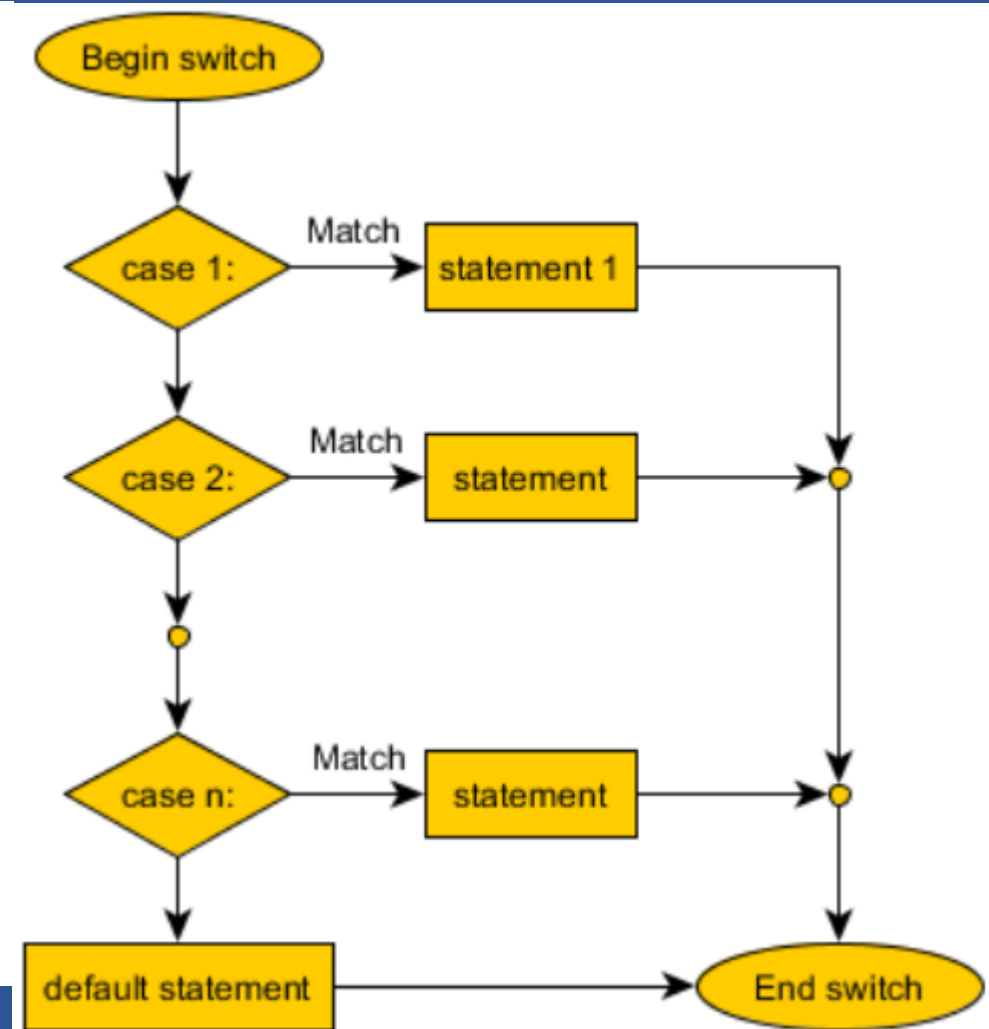 Begin switch
Match
case 1:
statement 1
Match
case 2:
statement
Match
case n:
statement
default statement
End switch